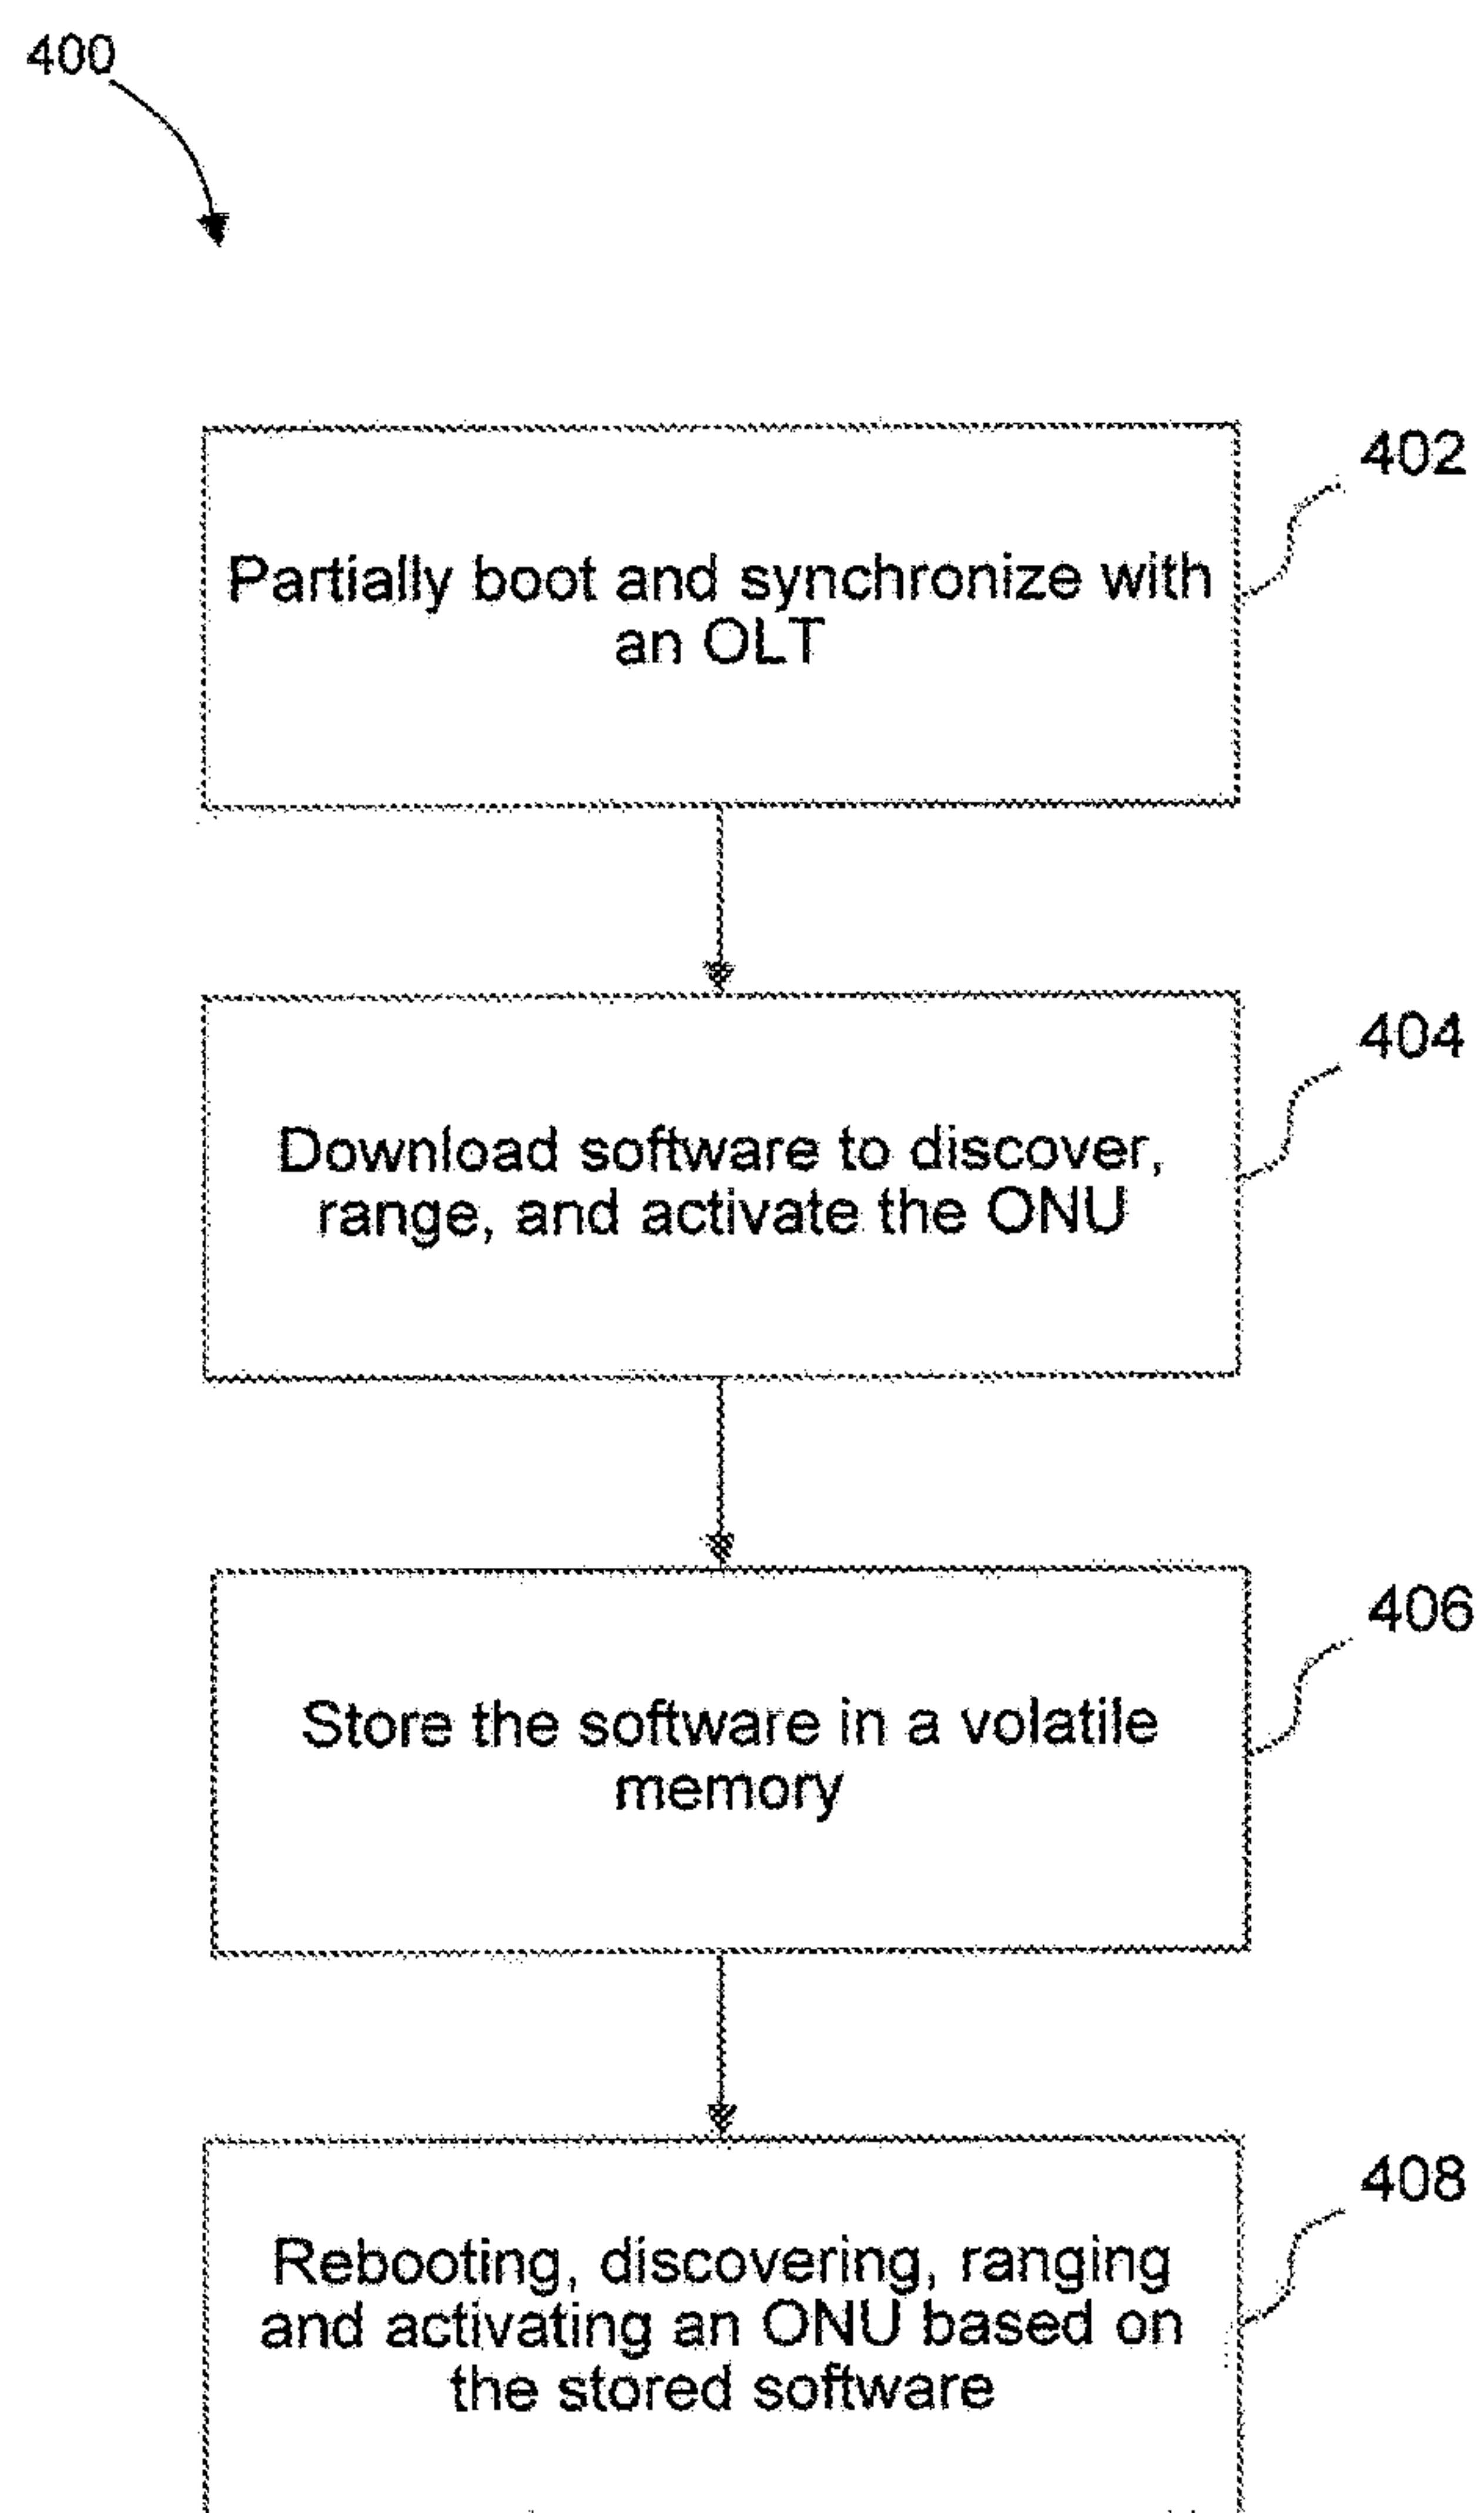 400
402
Partially boot and synchronize with
an OLT
404
Download software to discover,
range, and activate the ONU
406
Store the software in a volatile
memory
408
Rebooting, discovering, ranging
and activating an ONU based on
the stored software